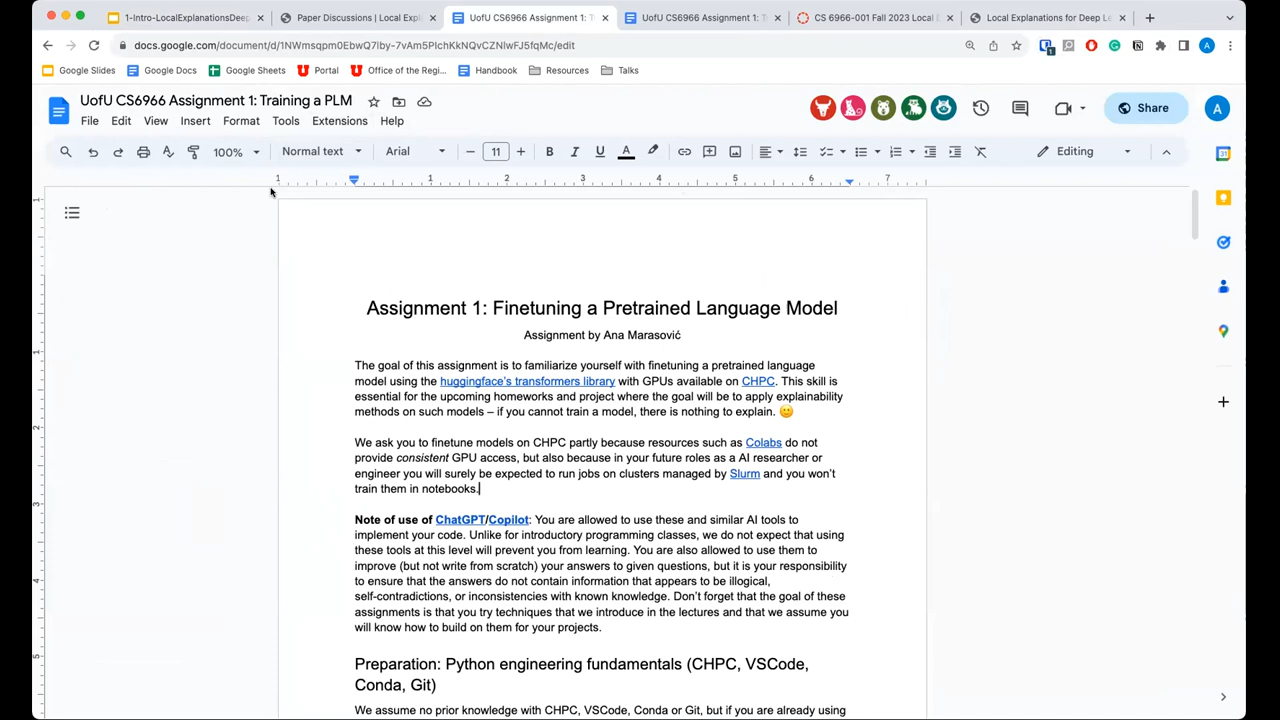 1-Intro-LocalExplanationsDeep
Paper Discussions | Local Expl
UofU CS6966 Assignment 1: Tr
UofU CS6966 Assignment 1: T
CS 6966-001 Fall 2023 Local E
Local Explanations for Deep Le
docs.google.com/document/d/1NWmsqpm0EbwQ7lby-7vAm5PIchKkNQvCZNlwFJ5fqMc/edit
Google Slides
Google Docs
Google Sheets
Portal
Office of the Regi...
Handbook
Resources
Talks
UofU CS6966 Assignment 1: Training a PLM
Share
A
File Edit View Insert Format Tools Extensions Help
100% Normal text Arial 11 Editing
1 1 2 3 4 5 6 7
Assignment 1: Finetuning a Pretrained Language Model
Assignment by Ana Marasović
The goal of this assignment is to familiarize yourself with finetuning a pretrained language
model using the huggingface's transformers library with GPUs available on CHPC. This skill is
essential for the upcoming homeworks and project where the goal will be to apply explainability
methods on such models – if you cannot train a model, there is nothing to explain. 🙂
We ask you to finetune models on CHPC partly because resources such as Colabs do not
provide consistent GPU access, but also because in your future roles as a AI researcher or
engineer you will surely be expected to run jobs on clusters managed by Slurm and you won't
train them in notebooks.
Note of use of ChatGPT/Copilot: You are allowed to use these and similar AI tools to
implement your code. Unlike for introductory programming classes, we do not expect that using
these tools at this level will prevent you from learning. You are also allowed to use them to
improve (but not write from scratch) your answers to given questions, but it is your responsibility
to ensure that the answers do not contain information that appears to be illogical,
self-contradictions, or inconsistencies with known knowledge. Don't forget that the goal of these
assignments is that you try techniques that we introduce in the lectures and that we assume you
will know how to build on them for your projects.
Preparation: Python engineering fundamentals (CHPC, VSCode,
Conda, Git)
We assume no prior knowledge with CHPC, VSCode, Conda or Git, but if you are already using